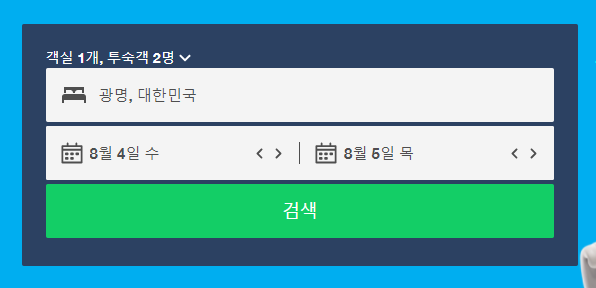 객실 1개, 투숙객 2명
광명, 대한민국
8월 4일 수 8월 5일 목
검색